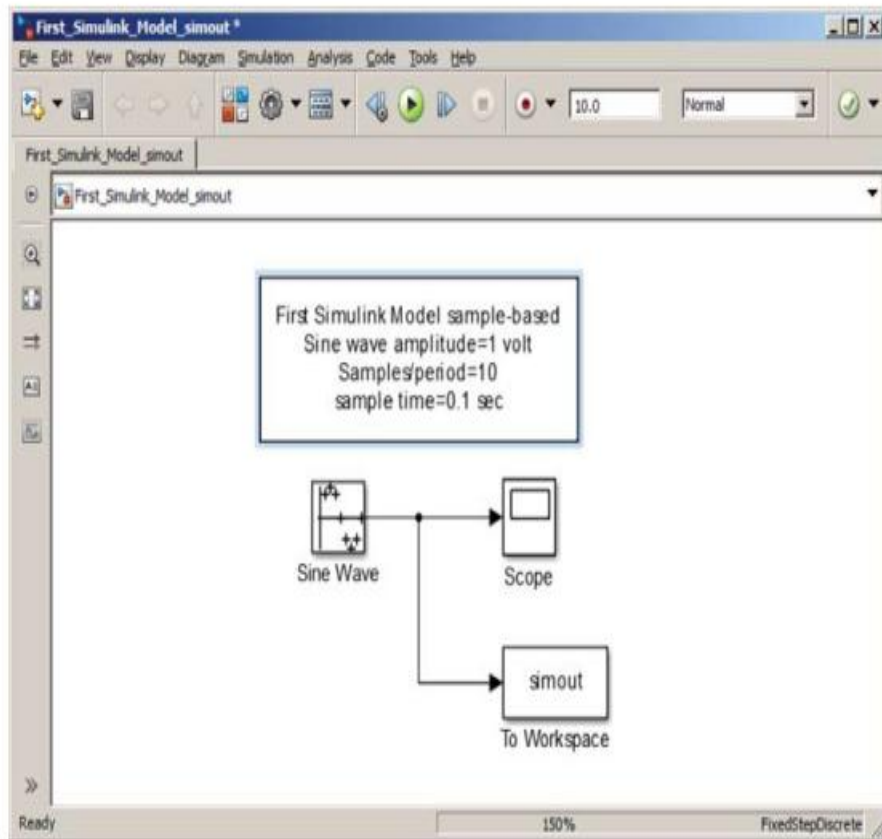 First_Simulink_Model_simout *
File Edit View Display Diagram Simulation Analysis Code Tools Help
10.0 Normal
First_Simulink_Model_simout
First_Simulink_Model_simout
First Simulink Model sample-based
Sine wave amplitude=1 volt
Samples/period=10
sample time=0.1 sec
Sine Wave
Scope
simout
To Workspace
Ready 150% FixedStepDiscrete